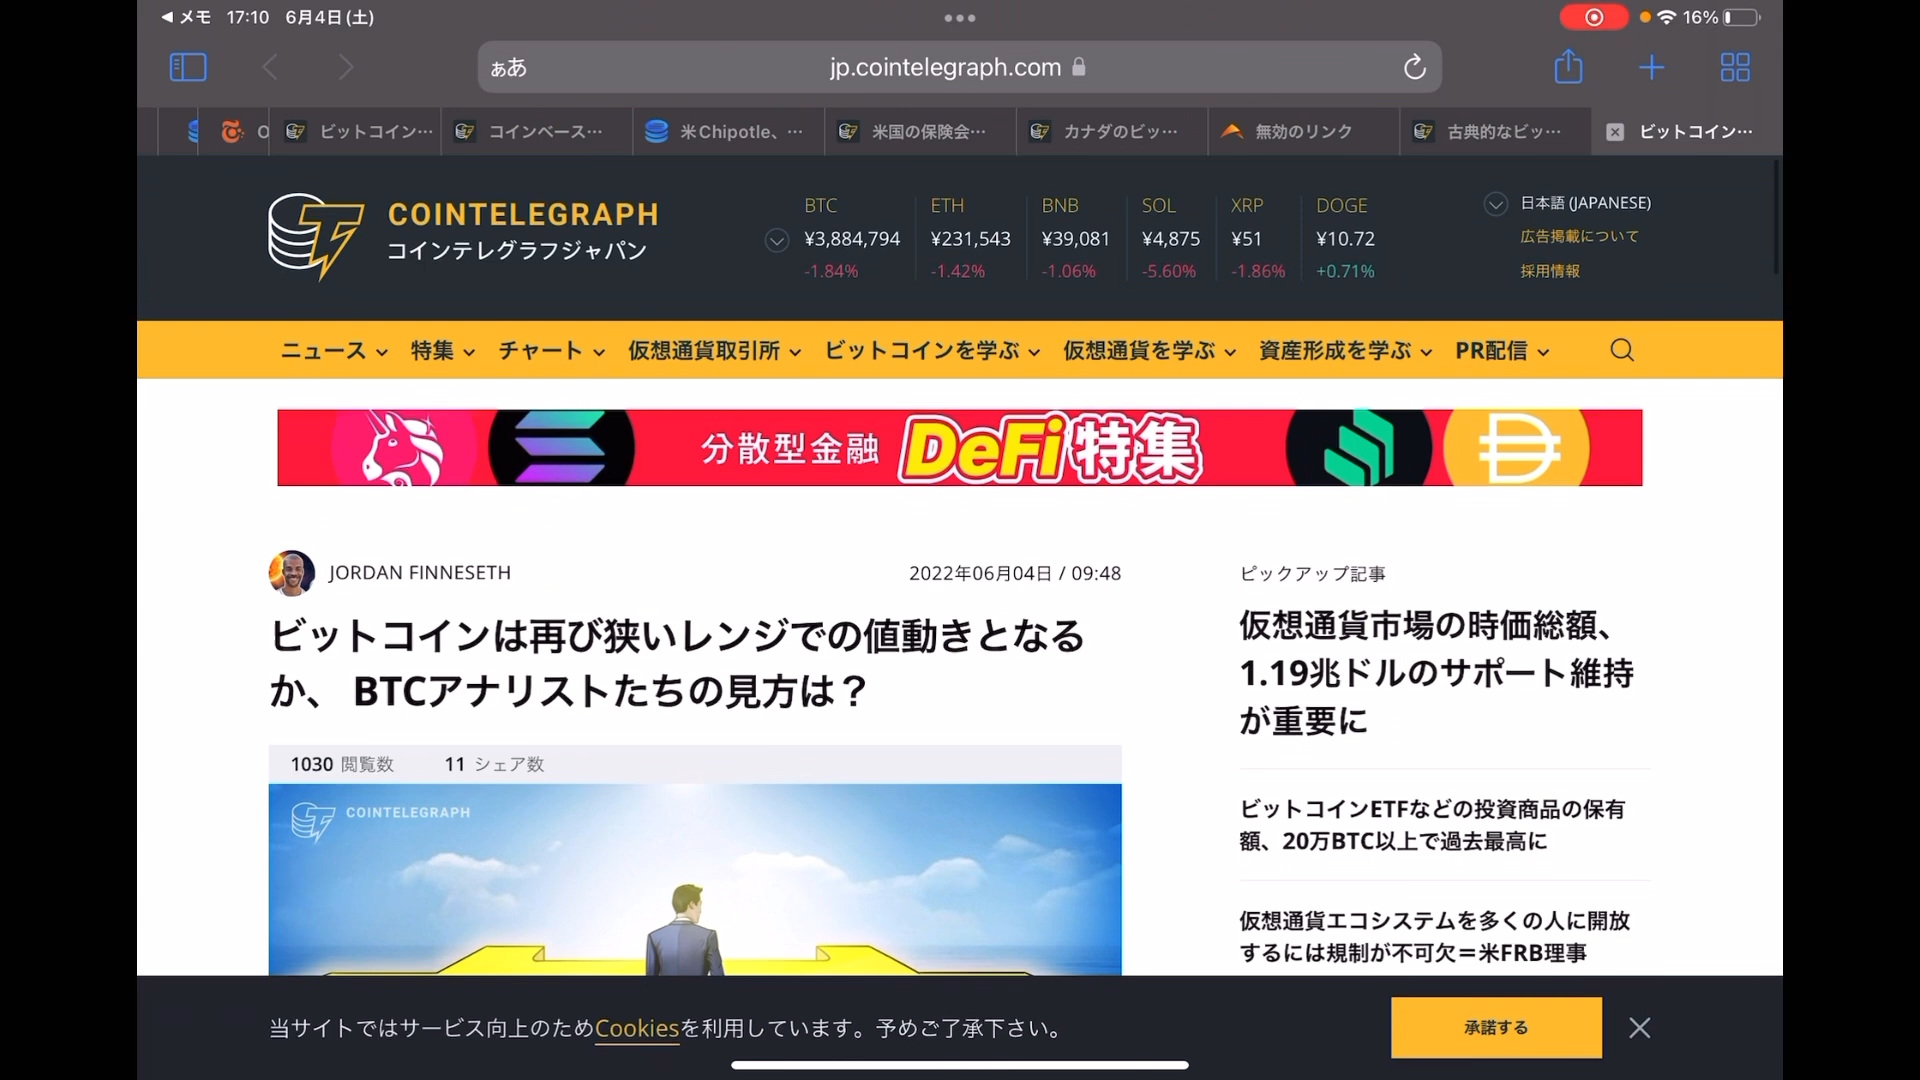 メモ 17:10 6月4日(土)
16%
ぁあ
jp.cointelegraph.com
ビットコイン…
コインベース…
米Chipotle、…
米国の保険会…
カナダのビッ…
無効のリンク
古典的なビッ…
ビットコイン…
COINTELEGRAPH
コインテレグラフジャパン
BTC ETH BNB SOL XRP DOGE
¥3,884,794 ¥231,543 ¥39,081 ¥4,875 ¥51 ¥10.72
-1.84% -1.42% -1.06% -5.60% -1.86% +0.71%
日本語 (JAPANESE)
広告掲載について
採用情報
ニュース 特集 チャート 仮想通貨取引所 ビットコインを学ぶ 仮想通貨を学ぶ 資産形成を学ぶ PR配信
分散型金融 DeFi特集
JORDAN FINNESETH
2022年06月04日 / 09:48
ビットコインは再び狭いレンジでの値動きとなる
か、 BTCアナリストたちの見方は？
1030 閲覧数 11 シェア数
COINTELEGRAPH
ピックアップ記事
仮想通貨市場の時価総額、
1.19兆ドルのサポート維持
が重要に
ビットコインETFなどの投資商品の保有
額、20万BTC以上で過去最高に
仮想通貨エコシステムを多くの人に開放
するには規制が不可欠＝米FRB理事
当サイトではサービス向上のためCookiesを利用しています。予めご了承下さい。
承諾する